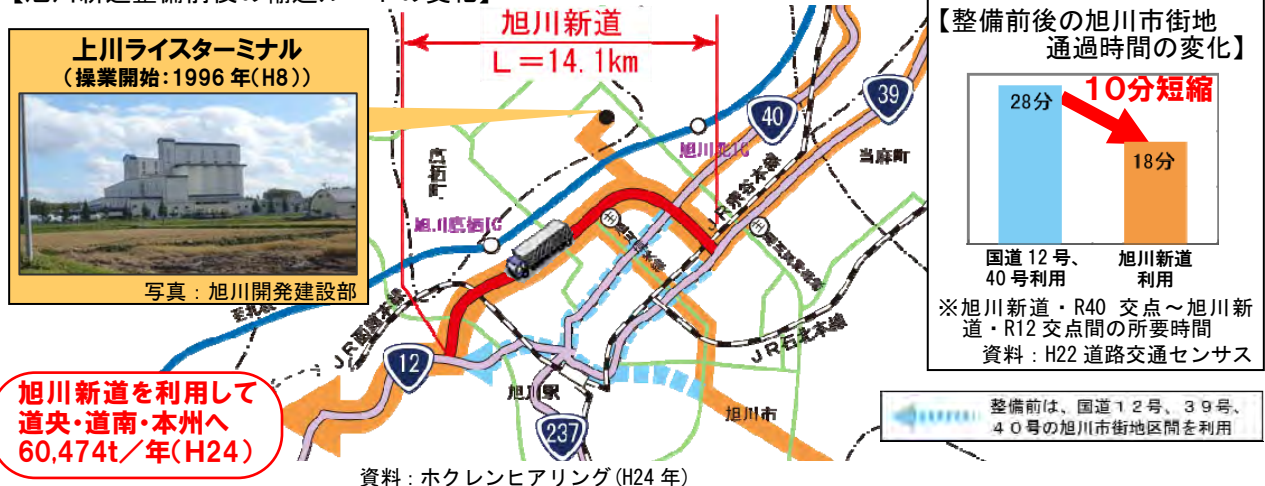 上川ライスターミナル
（操業開始：1996年(H8)）
写真：旭川開発建設部
旭川新道
Ｌ＝14.1km
40
39
当麻町
鷹栖町
旭川北IC
旭川鷹栖IC
ＪＲ宗谷本線
ＪＲ函館本線
ＪＲ石北本線
12
旭川駅
237
旭川市
旭川新道を利用して
道央・道南・本州へ
60,474t／年(H24)
資料：ホクレンヒアリング(H24年)
【整備前後の旭川市街地
通過時間の変化】
10分短縮
28分
18分
国道12号、
40号利用
旭川新道
利用
※旭川新道・R40 交点～旭川新
道・R12交点間の所要時間
資料：H22道路交通センサス
整備前は、国道１２号、３９号、
４０号の旭川市街地区間を利用